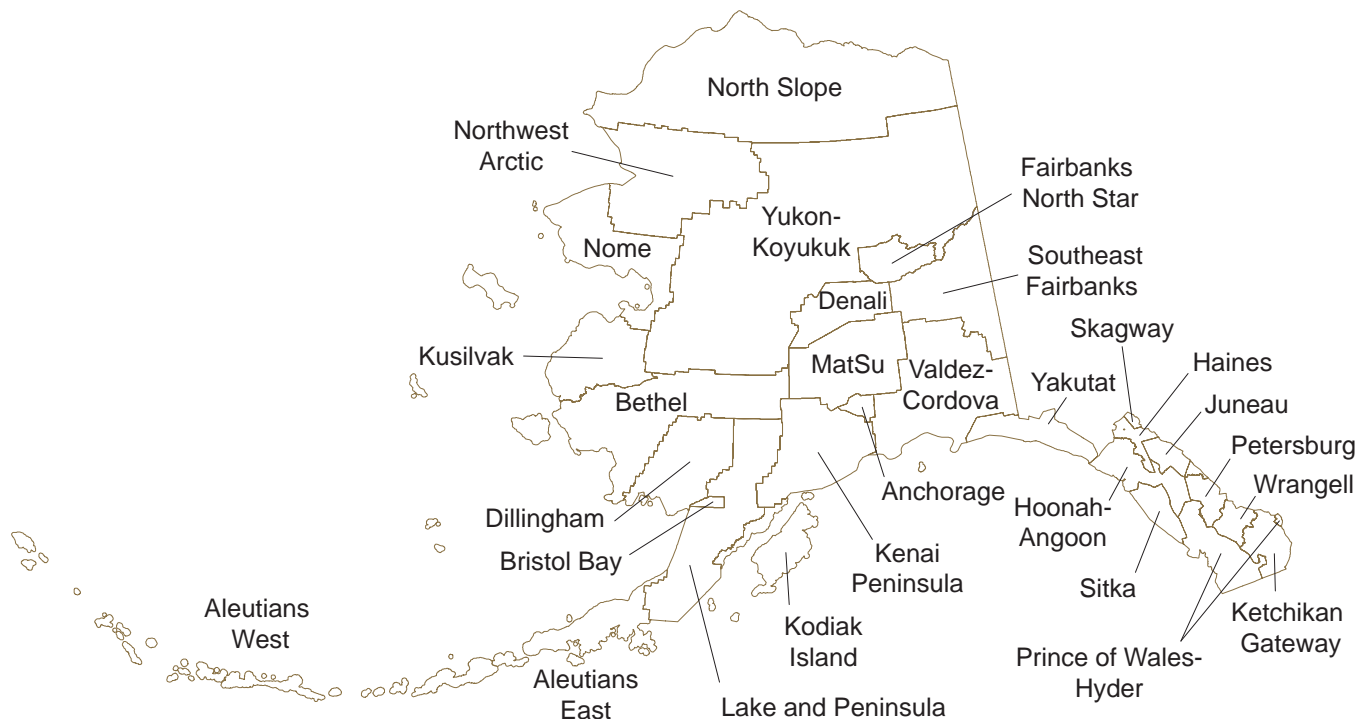 North Slope
Northwest
Arctic
Fairbanks
North Star
Yukon-
Koyukuk
Nome
Southeast
Fairbanks
Denali
Skagway
Kusilvak
MatSu
Haines
Valdez-
Cordova
Yakutat
Bethel
Juneau
Petersburg
Wrangell
Anchorage
Hoonah-
Angoon
Dillingham
Bristol Bay
Kenai
Peninsula
Sitka
Aleutians
West
Kodiak
Island
Ketchikan
Gateway
Prince of Wales-
Hyder
Aleutians
East
Lake and Peninsula